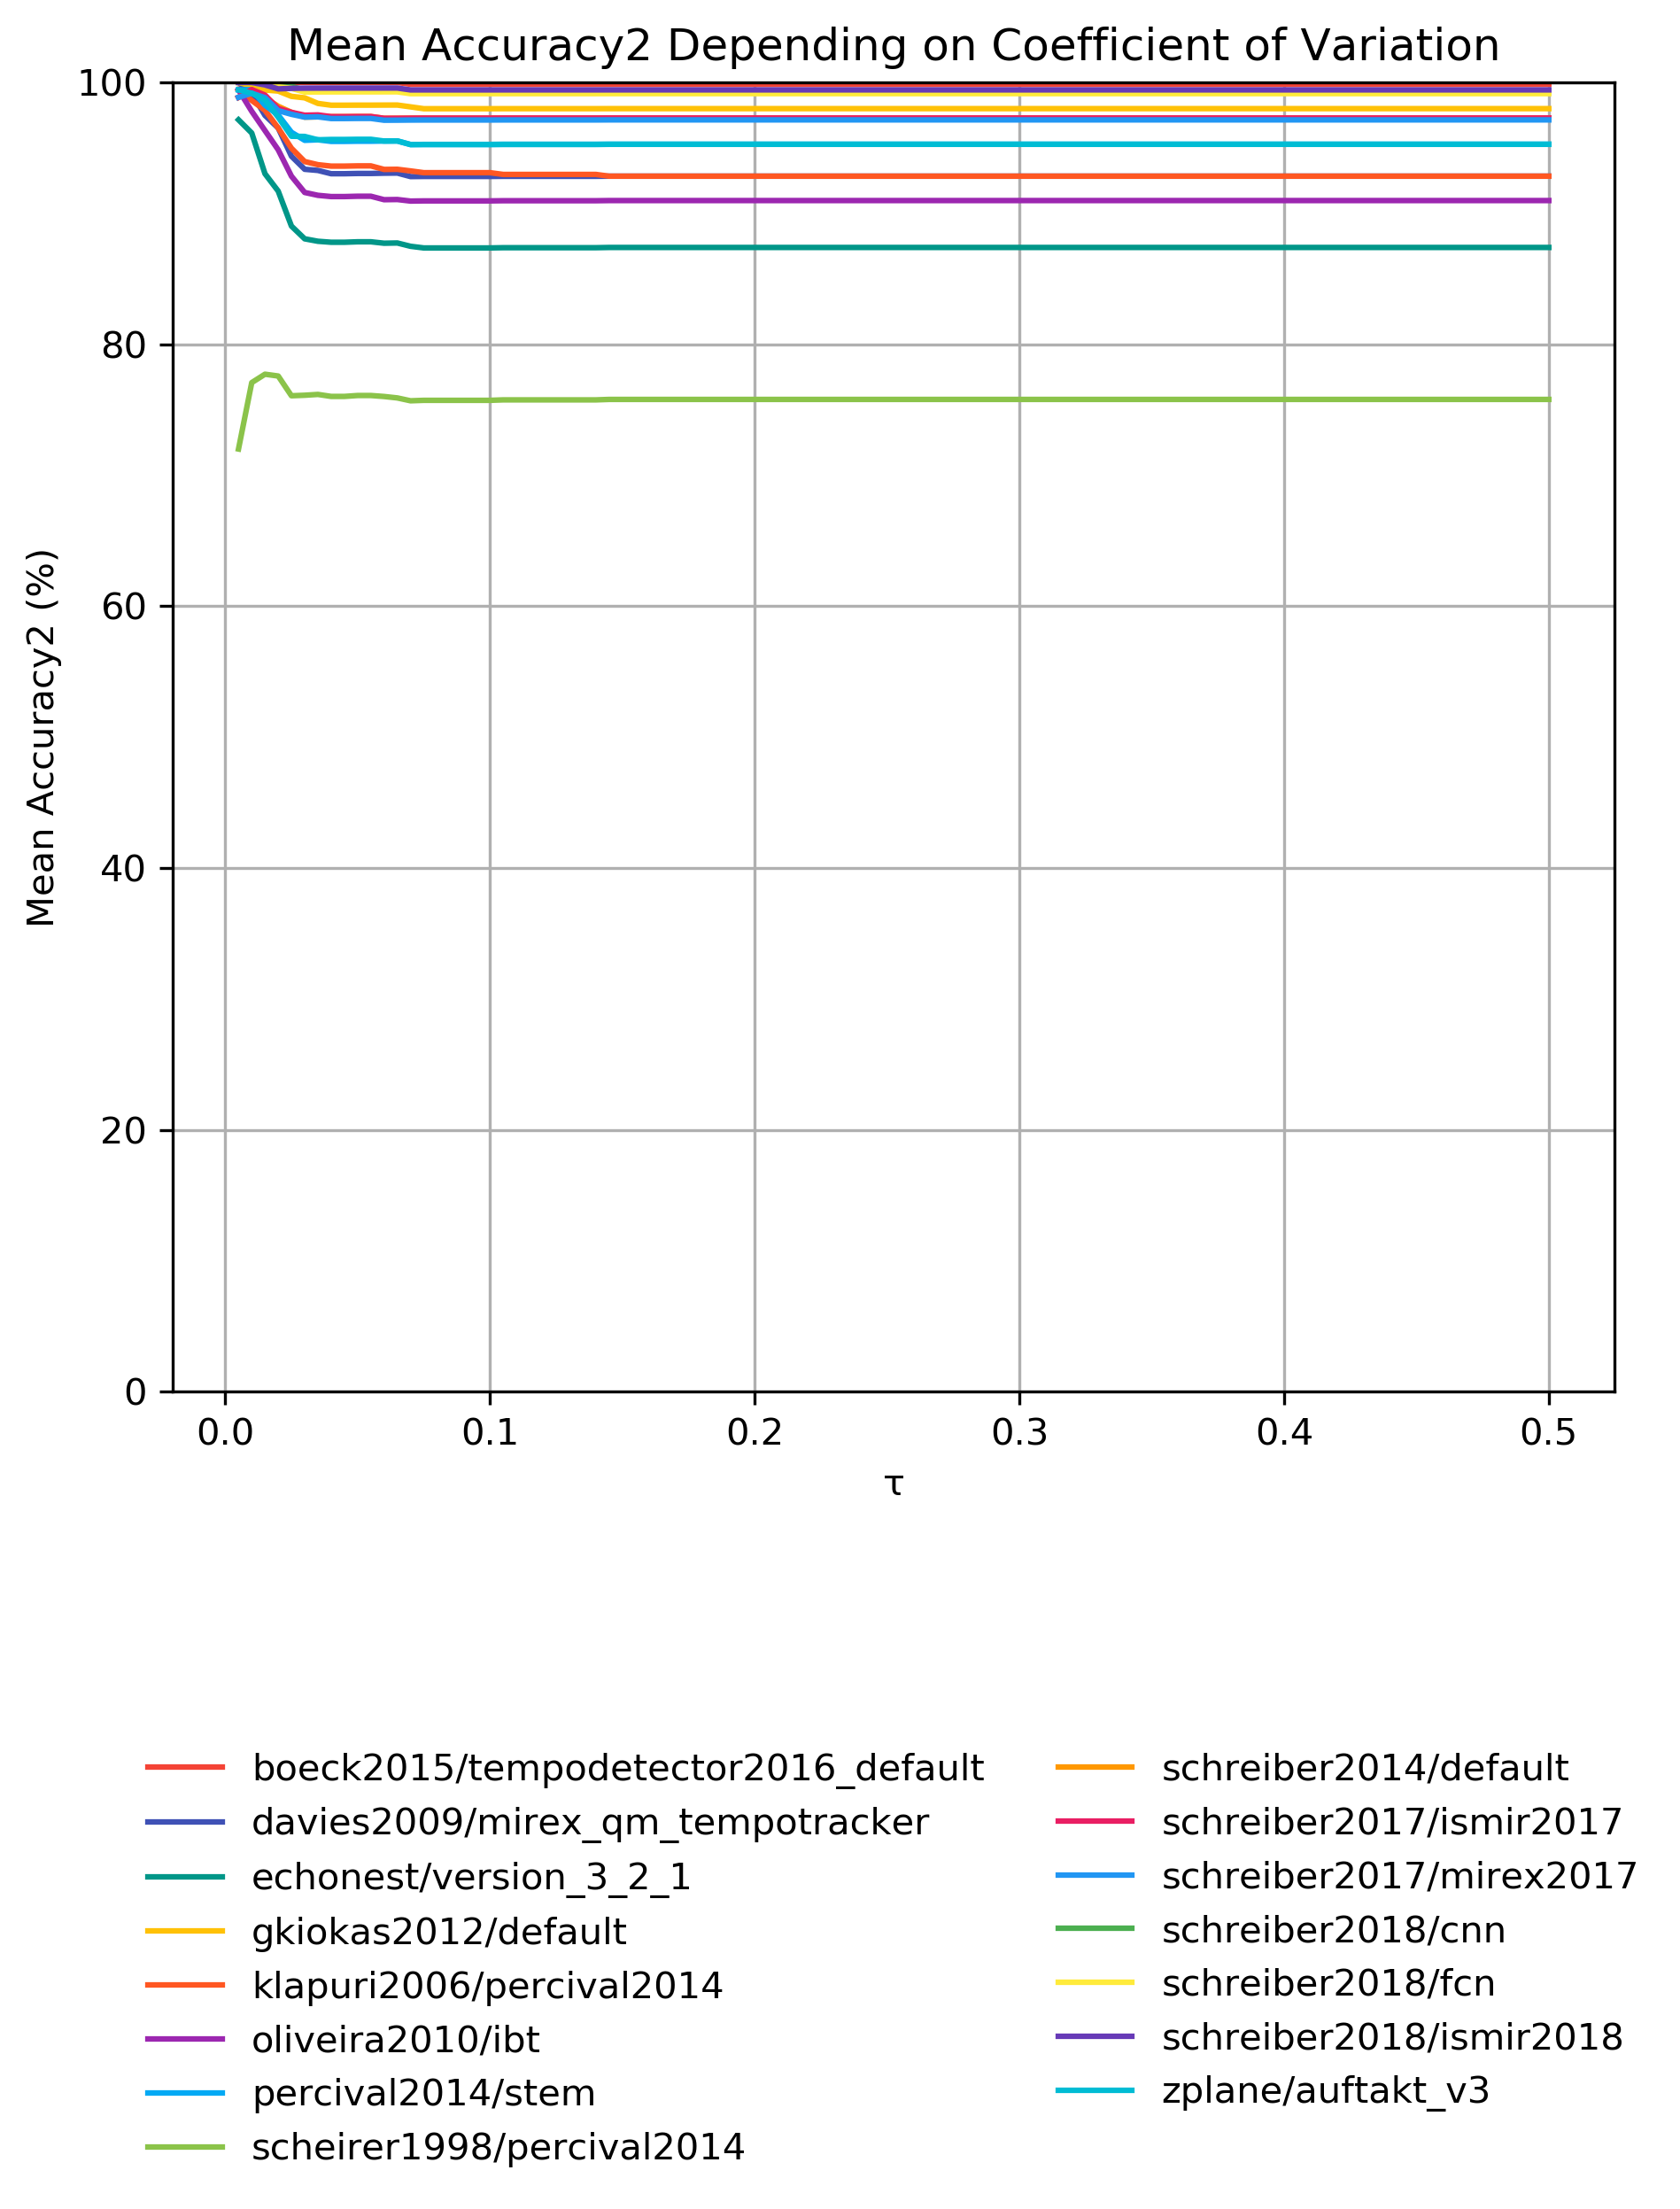 Mean Accuracy2 Depending on Coefficient of Variation
100
80
60
40
20
0
Mean Accuracy2 (%)
0.0 0.1 0.2 0.3 0.4 0.5
τ
boeck2015/tempodetector2016_default
davies2009/mirex_qm_tempotracker
echonest/version_3_2_1
gkiokas2012/default
klapuri2006/percival2014
oliveira2010/ibt
percival2014/stem
scheirer1998/percival2014
schreiber2014/default
schreiber2017/ismir2017
schreiber2017/mirex2017
schreiber2018/cnn
schreiber2018/fcn
schreiber2018/ismir2018
zplane/auftakt_v3